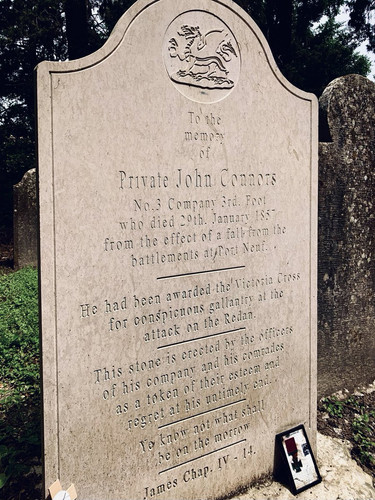 To the
memory
of
Private John Connors
No.3 Company 3rd. Foot
who died 29th. January 1857
from the effect of a fall from the
battlements at Port Neuf.
He had been awarded the Victoria Cross
for conspicuous gallantry at the
attack on the Redan.
This stone is erected by the officers
of his company and his comrades
as a token of their esteem and
regret at his untimely end.
Ye know not what shall
be on the morrow
James Chap. IV - 14.